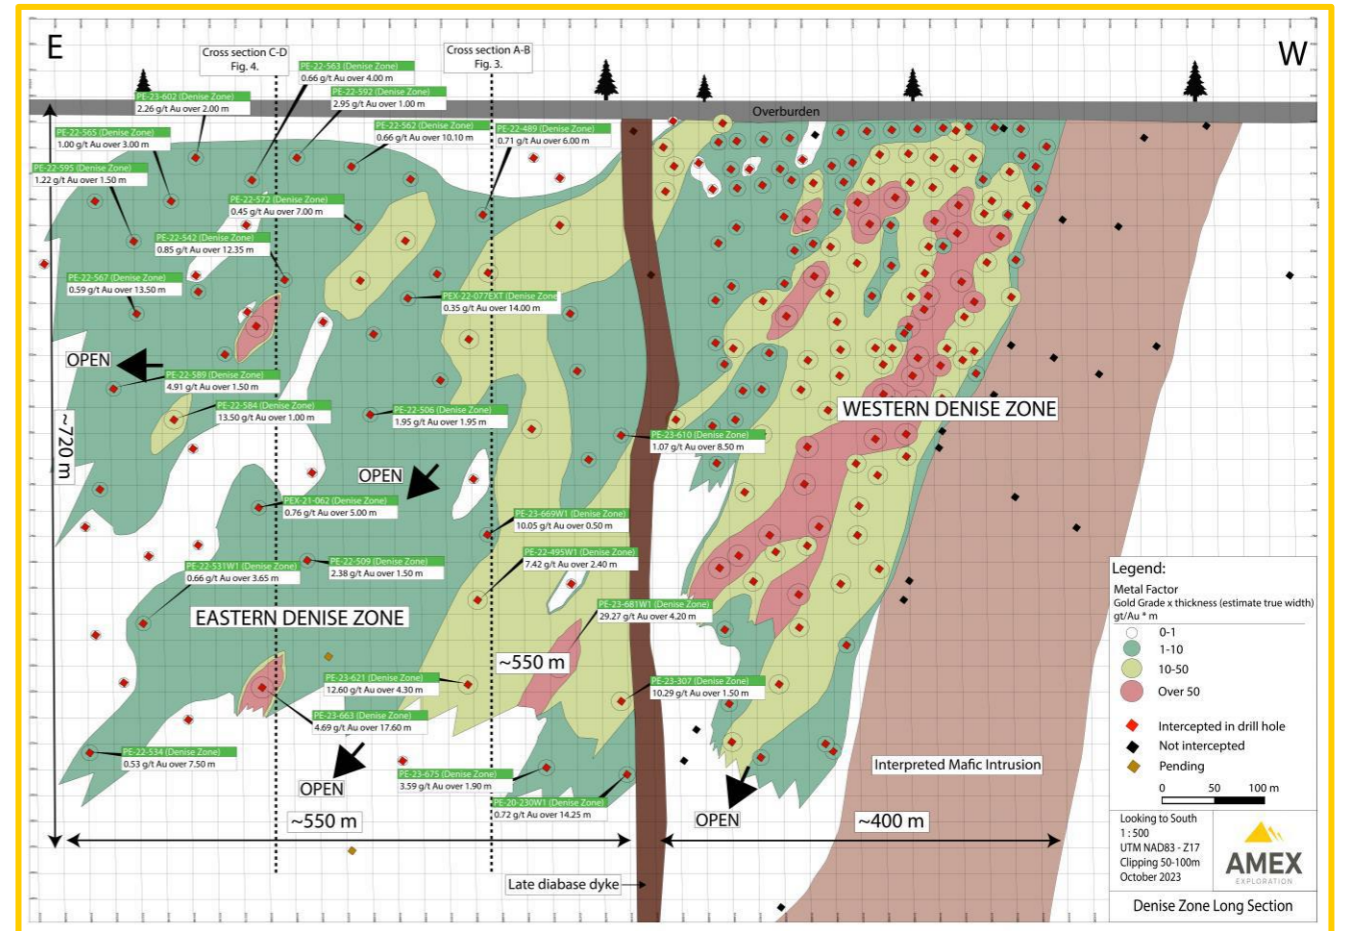 E
W
Cross section C-D
Fig. 4.
Cross section A-B
Fig. 3.
PE-22-563 (Denise Zone)
0.66 g/t Au over 4.00 m
PE-23-602 (Denise Zone)
2.26 g/t Au over 2.00 m
PE-22-592 (Denise Zone)
2.95 g/t Au over 1.00 m
Overburden
PE-22-565 (Denise Zone)
1.00 g/t Au over 3.00 m
PE-22-562 (Denise Zone)
0.66 g/t Au over 10.10 m
PE-22-489 (Denise Zone)
0.71 g/t Au over 6.00 m
PE-22-595 (Denise Zone)
1.22 g/t Au over 1.50 m
PE-22-572 (Denise Zone)
0.45 g/t Au over 7.00 m
PE-22-542 (Denise Zone)
0.85 g/t Au over 12.35 m
PE-22-567 (Denise Zone)
0.59 g/t Au over 13.50 m
PEX-22-077EXT (Denise Zone
0.35 g/t Au over 14.00 m
OPEN
PE-22-589 (Denise Zone)
4.91 g/t Au over 1.50 m
PE-22-584 (Denise Zone)
13.50 g/t Au over 1,00 m
PE-22-506 (Denise Zone)
1.95 g/t Au over 1.95 m
WESTERN DENISE ZONE
~720 m
PE-23-610 (Denise Zone)
1.07 g/t Au over 8.50 m
OPEN
PEX-21-062 (Denise Zone)
0.76 g/t Au over 5.00 m
PE-23-669W1 (Denise Zone)
10.05 g/t Au over 0.50 m
PE-22-495W1 (Denise Zone)
7.42 g/t Au over 2.40 m
PE-22-509 (Denise Zone)
2.38 g/t Au over 1.50 m
PE-22-531W1 (Denise Zone)
0.66 g/t Au over 3.65 m
PE-23-681W1 (Denise Zone)
29.27 g/t Au over 4.20 m
EASTERN DENISE ZONE
~550 m
PE-23-621 (Denise Zone)
12.60 g/t Au over 4.30 m
PE-23-307 (Denise Zone)
10.29 g/t Au over 1.50 m
PE-23-663 (Denise Zone)
4.69 g/t Au over 17.60 m
PE-22-534 (Denise Zone)
0.53 g/t Au over 7.50 m
OPEN
PE-23-675 (Denise Zone)
3.59 g/t Au over 1.90 m
PE-20-230W1 (Denise Zone)
0.72 g/t Au over 14.25 m
Interpreted Mafic Intrusion
OPEN
~550 m
~400 m
Late diabase dyke
Legend:
Metal Factor
Gold Grade x thickness (estimate true width)
gt/Au * m
0-1
1-10
10-50
Over 50
Intercepted in drill hole
Not intercepted
Pending
0 50 100 m
Looking to South
1 : 500
UTM NAD83 - Z17
Clipping 50-100m
October 2023
AMEX
EXPLORATION
Denise Zone Long Section